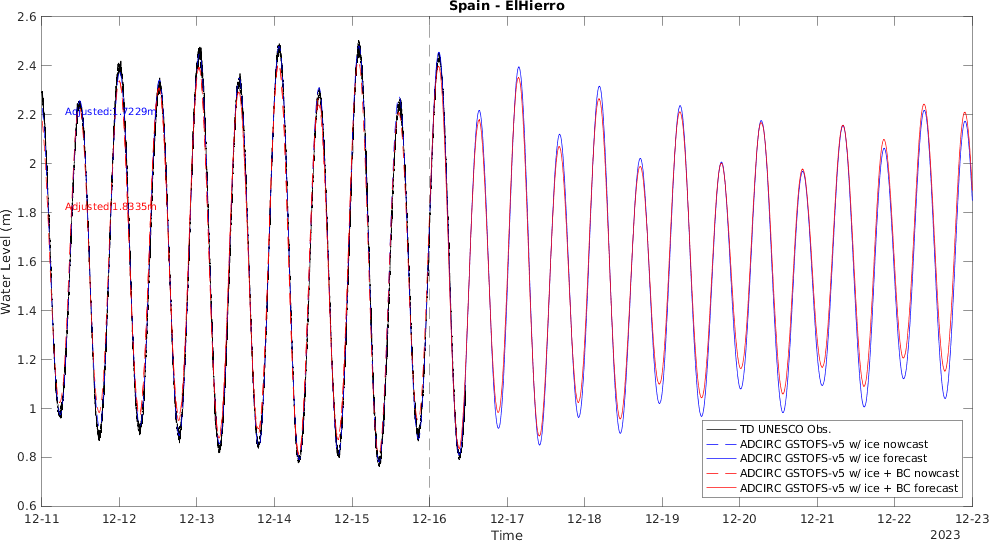 Spain - ElHierro
2.6
2.4
2.2
2
1.8
1.6
1.4
1.2
1
0.8
0.6
Water Level (m)
Adjusted:1.7229m
Adjusted:1.8335m
TD UNESCO Obs.
ADCIRC GSTOFS-v5 w/ ice nowcast
ADCIRC GSTOFS-v5 w/ ice forecast
ADCIRC GSTOFS-v5 w/ ice + BC nowcast
ADCIRC GSTOFS-v5 w/ ice + BC forecast
12-11 12-12 12-13 12-14 12-15 12-16 12-17 12-18 12-19 12-20 12-21 12-22 12-23
Time
2023